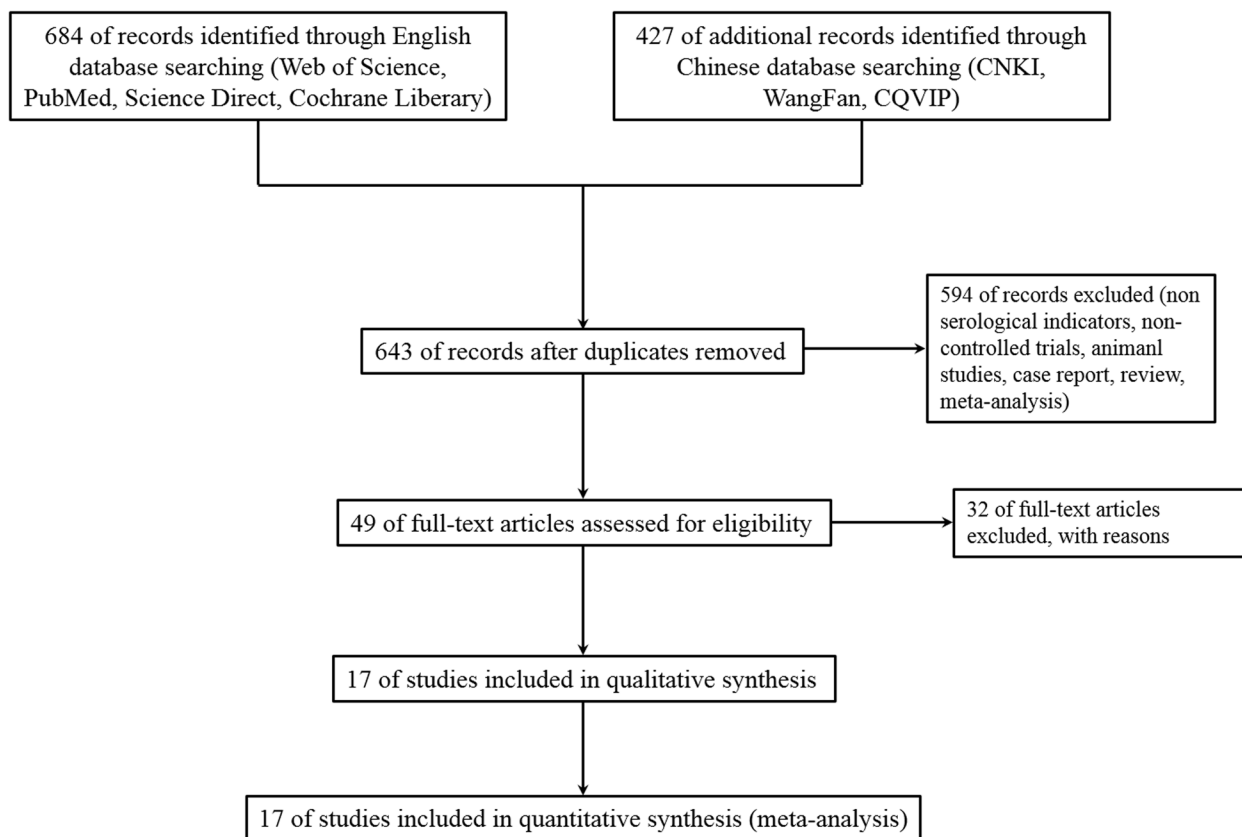 684 of records identified through English
database searching (Web of Science,
PubMed, Science Direct, Cochrane Liberary)
427 of additional records identified through
Chinese database searching (CNKI,
WangFan, CQVIP)
594 of records excluded (non
serological indicators, non-
controlled trials, animanl
studies, case report, review,
meta-analysis)
643 of records after duplicates removed
49 of full-text articles assessed for eligibility
32 of full-text articles
excluded, with reasons
17 of studies included in qualitative synthesis
17 of studies included in quantitative synthesis (meta-analysis)